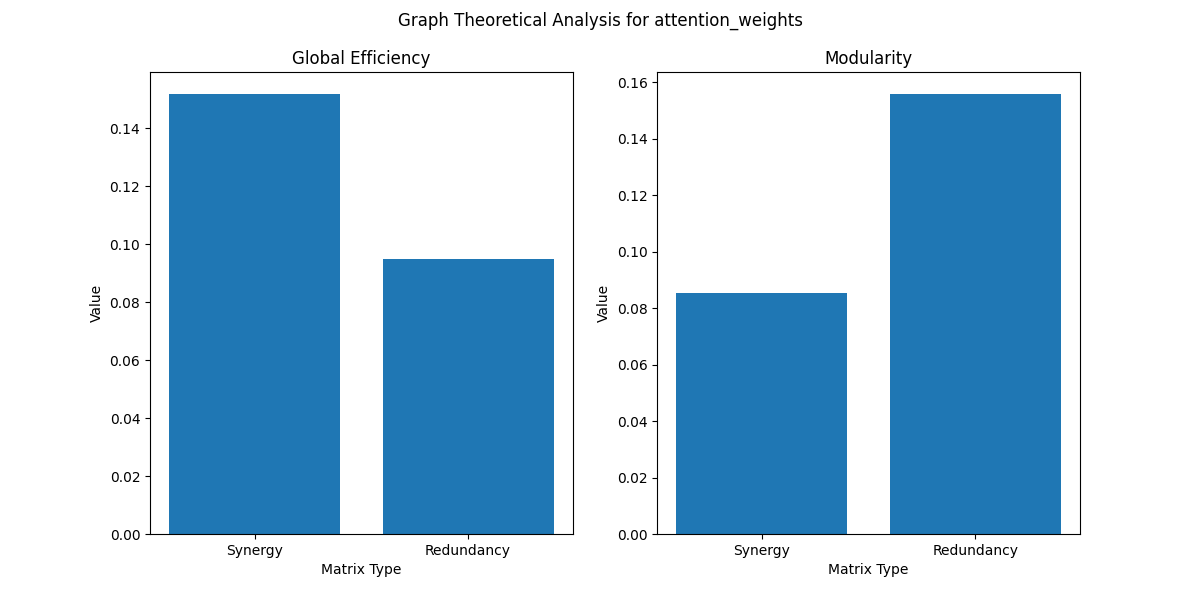 Graph Theoretical Analysis for attention_weights
Global Efficiency
Value
0.14
0.12
0.10
0.08
0.06
0.04
0.02
0.00
Synergy
Redundancy
Matrix Type
Modularity
Value
0.16
0.14
0.12
0.10
0.08
0.06
0.04
0.02
0.00
Synergy
Redundancy
Matrix Type